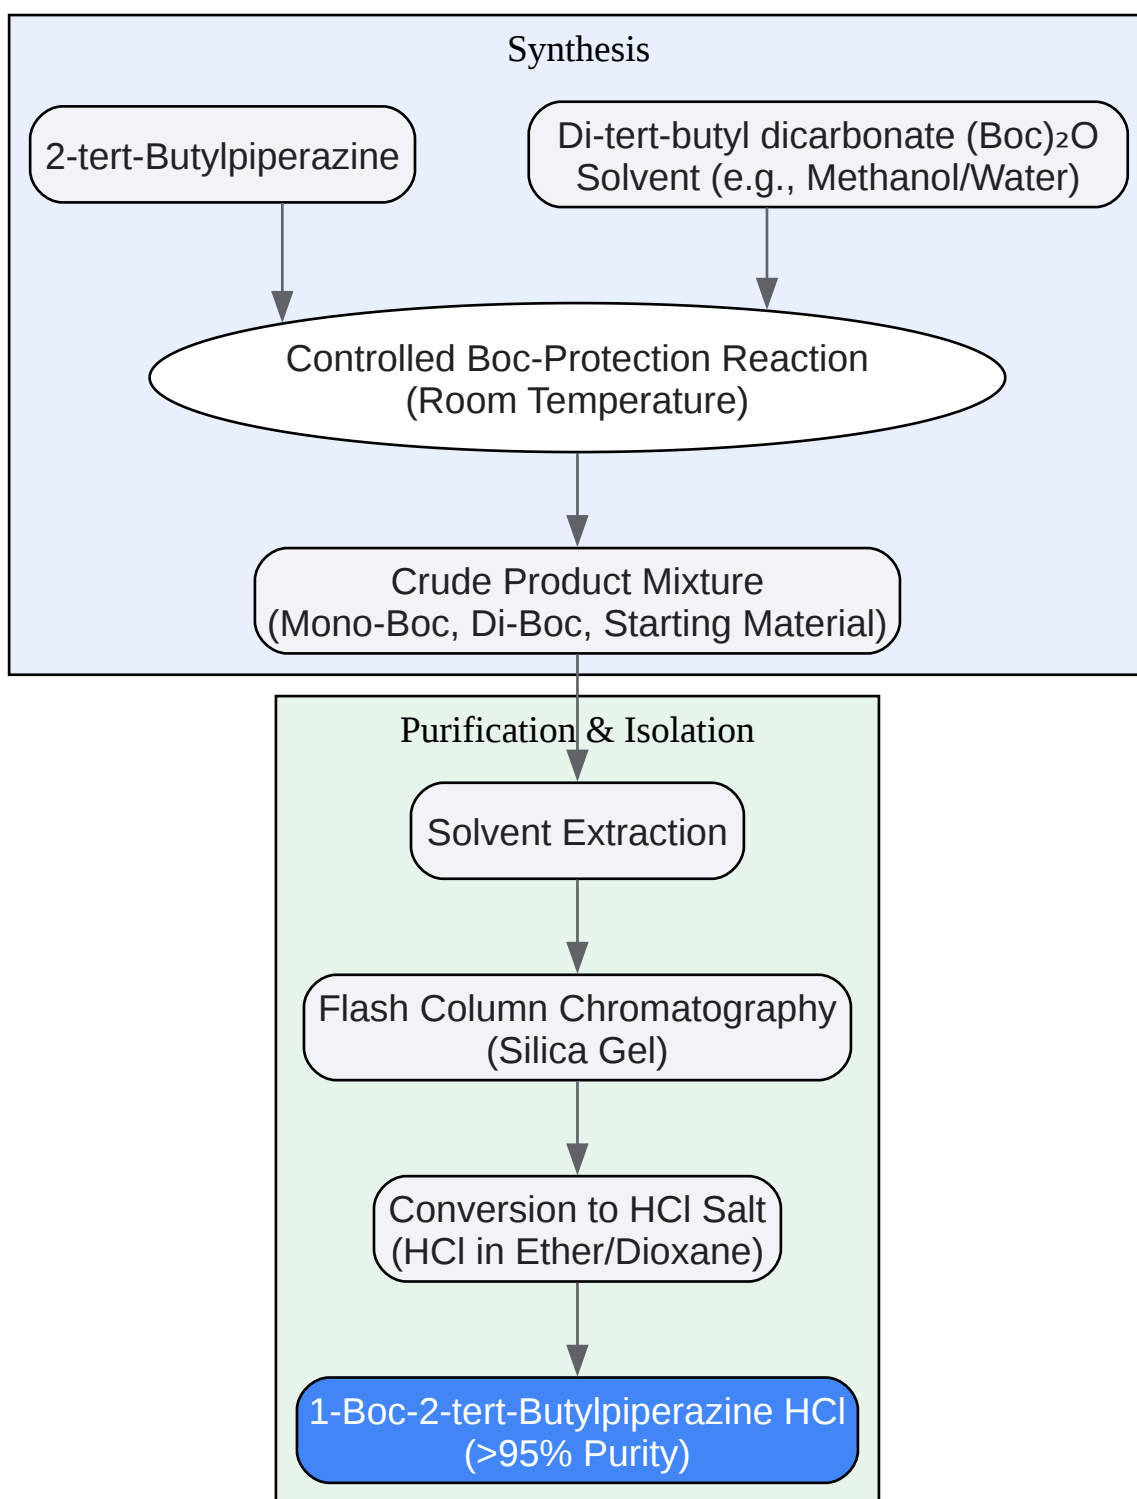 Synthesis
2-tert-Butylpiperazine
Di-tert-butyl dicarbonate (Boc)₂O
Solvent (e.g., Methanol/Water)
Controlled Boc-Protection Reaction
(Room Temperature)
Crude Product Mixture
(Mono-Boc, Di-Boc, Starting Material)
Purification & Isolation
Solvent Extraction
Flash Column Chromatography
(Silica Gel)
Conversion to HCl Salt
(HCl in Ether/Dioxane)
1-Boc-2-tert-Butylpiperazine HCl
(>95% Purity)